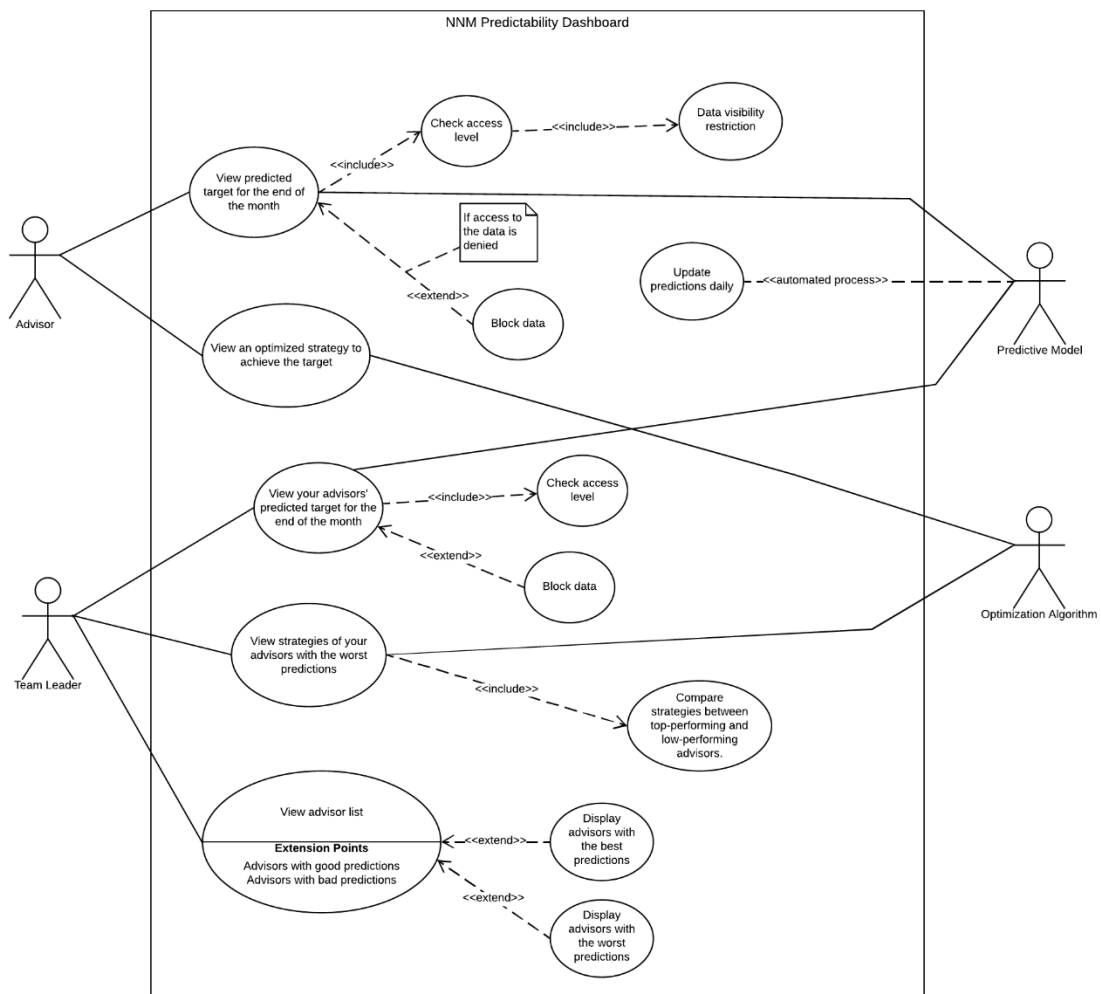 NNM Predictability Dashboard
Check access
level
<<include>>
Data visibility
restriction
<<include>>
View predicted
target for the end of
the month
If access to
the data is
denied
Update
predictions daily
<<automated process>>
<<extend>>
Block data
Advisor
Predictive Model
View an optimized strategy to
achieve the target
View your advisors'
predicted target for the
end of the month
<<include>>
Check access
level
<<extend>>
Block data
Optimization Algorithm
View strategies of your
advisors with the worst
predictions
Team Leader
<<include>>
Compare
strategies between
top-performing and
low-performing
advisors.
View advisor list
Extension Points
Advisors with good predictions
Advisors with bad predictions
<<extend>>
Display
advisors with
the best
predictions
<<extend>>
Display
advisors with
the worst
predictions